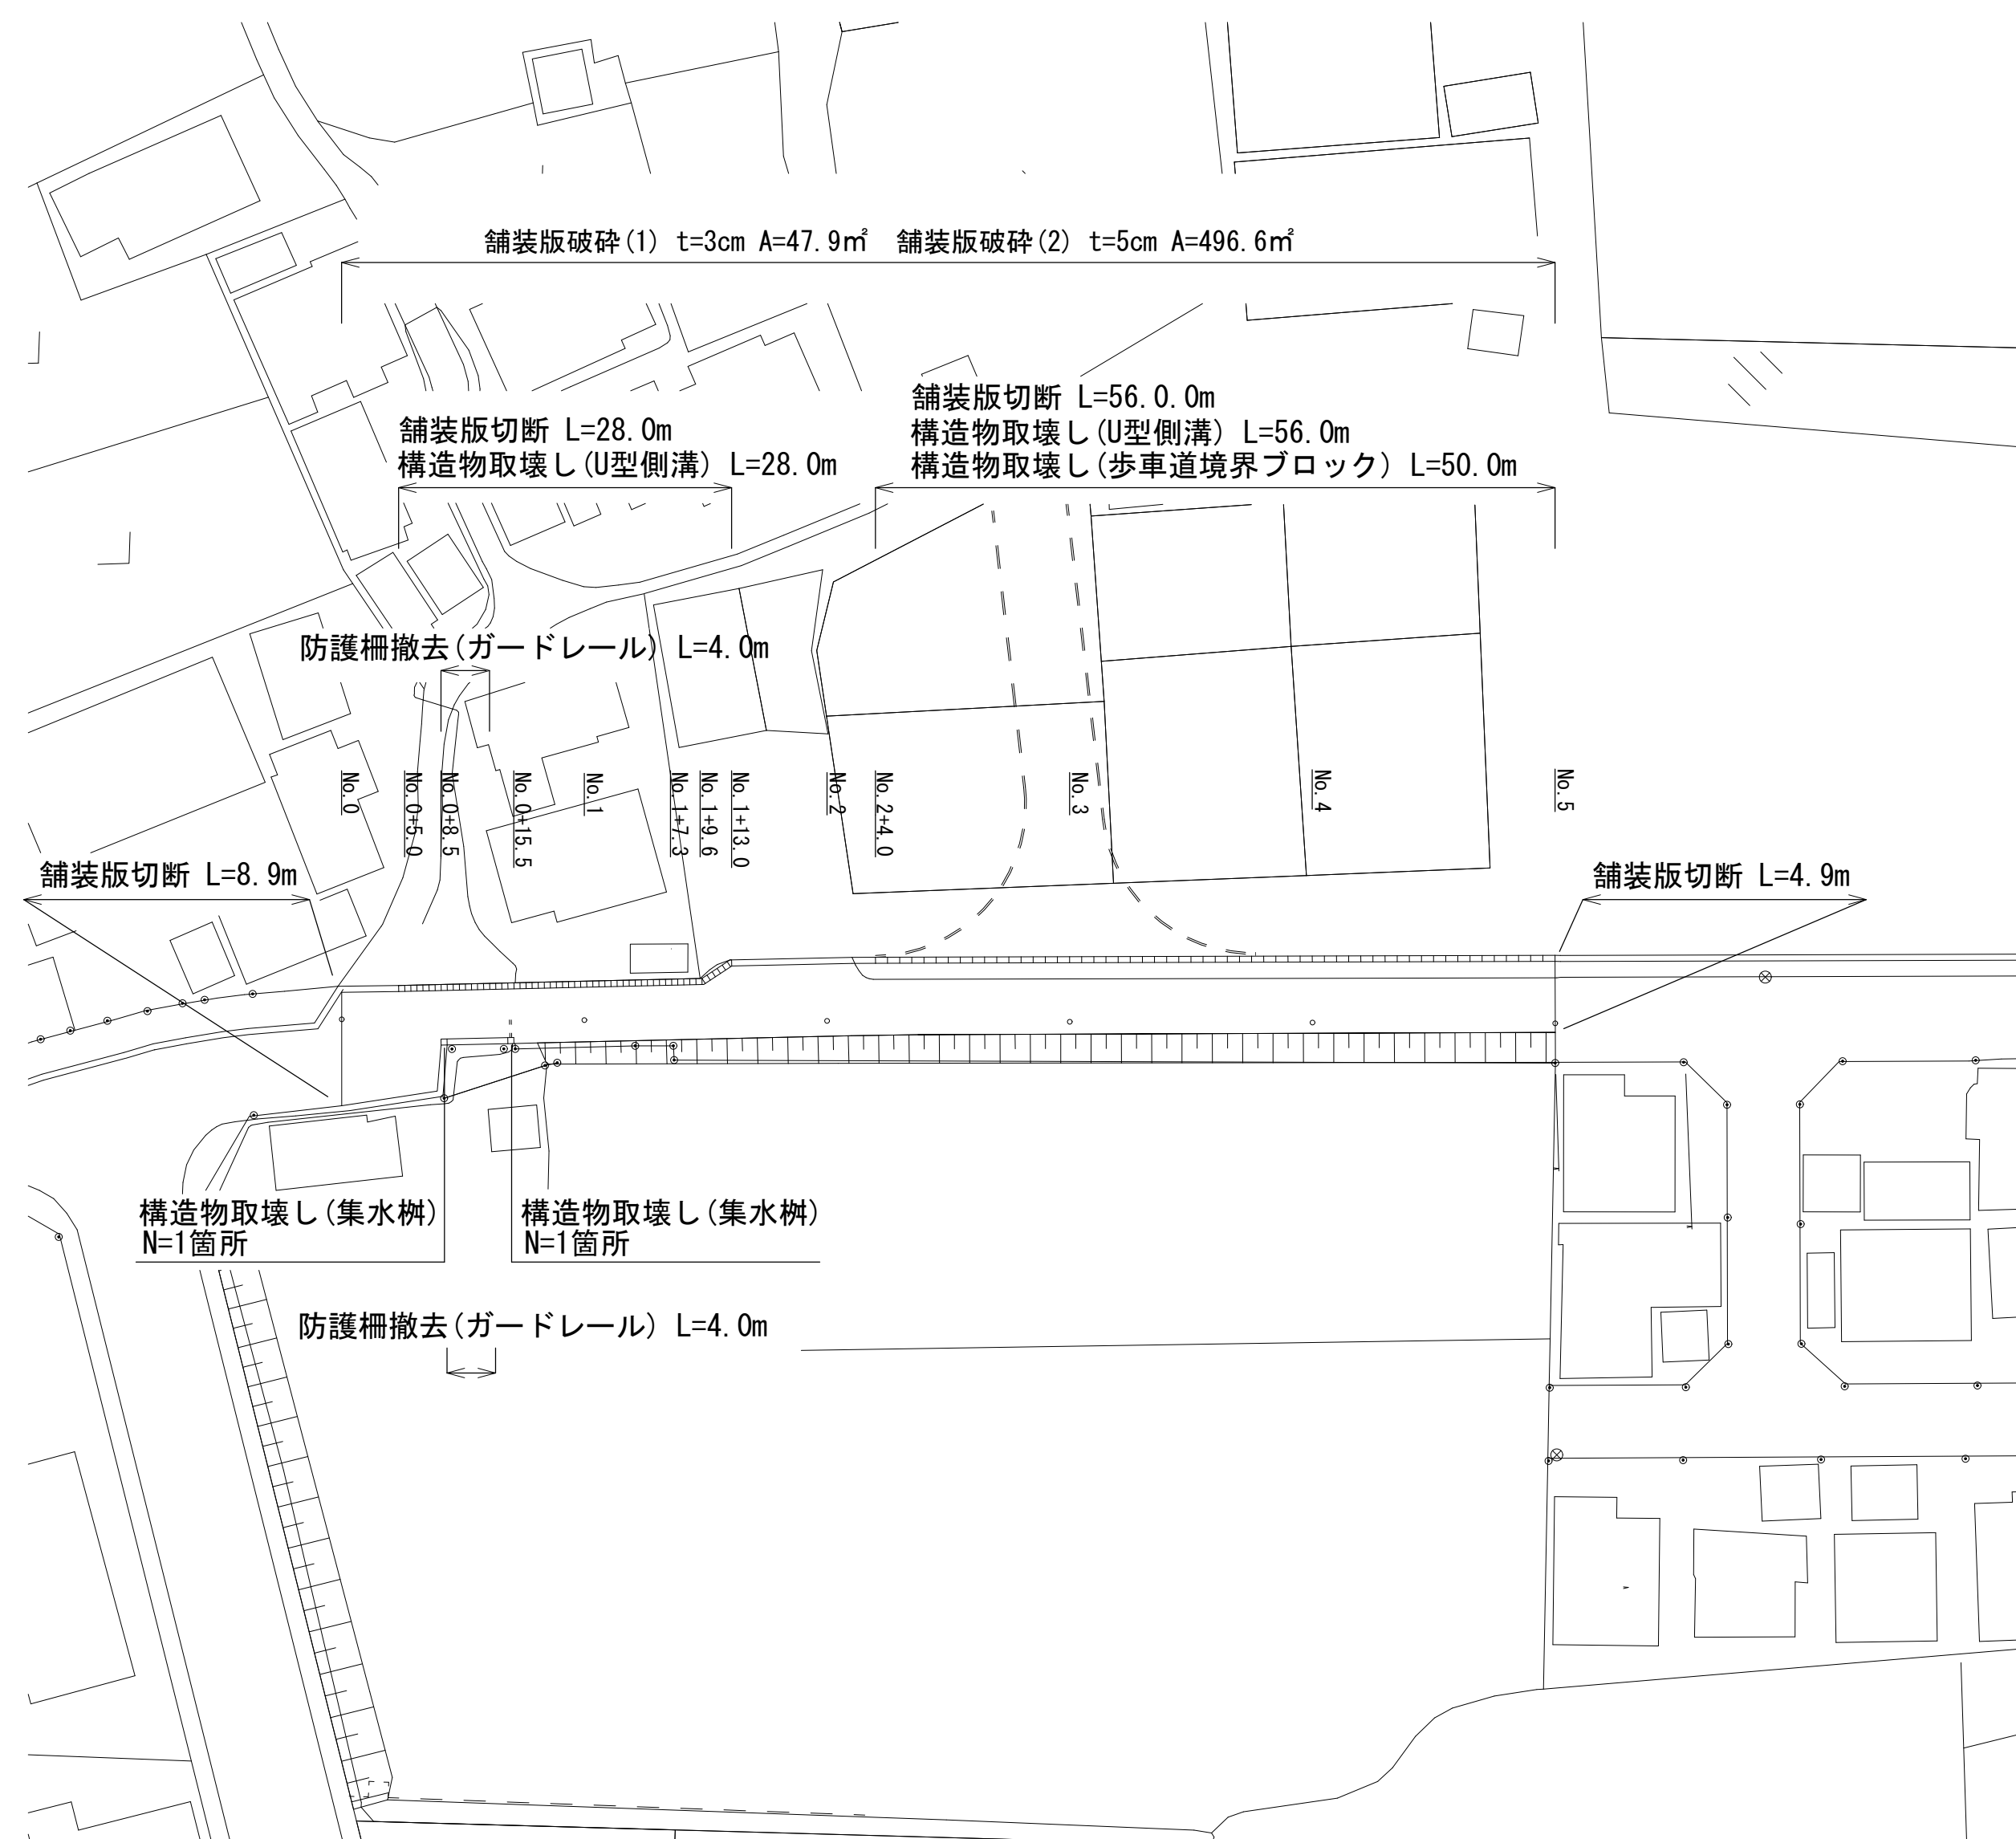 舗装版破砕(1) t=3cm A=47.9㎡ 舗装版破砕(2) t=5cm A=496.6㎡
舗装版切断 L=56.0.0m
構造物取壊し(U型側溝) L=56.0m
構造物取壊し(歩車道境界ブロック) L=50.0m
舗装版切断 L=28.0m
構造物取壊し(U型側溝) L=28.0m
防護柵撤去(ガードレール) L=4.0m
No.0
No.0+5.0
No.0+8.5
No.0+15.5
No.1
No.1+7.3
No.1+9.6
No.1+13.0
No.2
No.2+4.0
No.3
No.4
No.5
舗装版切断 L=8.9m
舗装版切断 L=4.9m
構造物取壊し(集水桝)
N=1箇所
構造物取壊し(集水桝)
N=1箇所
防護柵撤去(ガードレール) L=4.0m